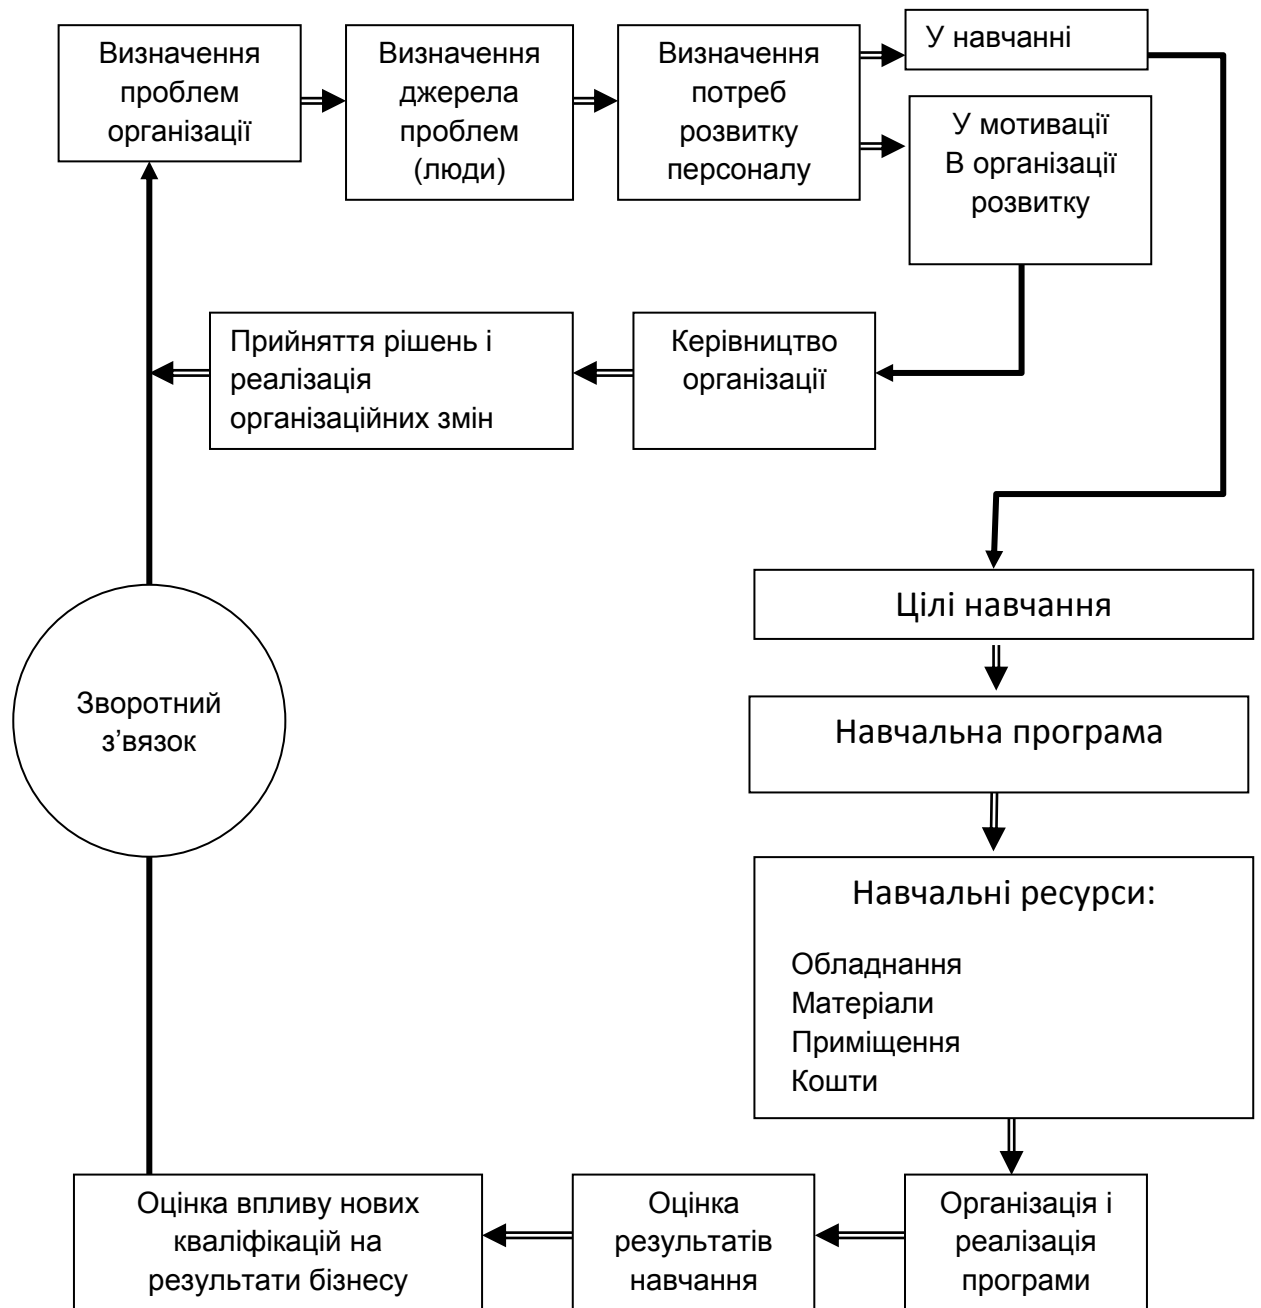 Визначення
проблем
організації
Визначення
джерела
проблем
(люди)
Визначення
потреб
розвитку
персоналу
У навчанні
У мотивації
В організації
розвитку
Прийняття рішень і
реалізація
організаційних змін
Керівництво
організації
Цілі навчання
Зворотний
з’вязок
Навчальна програма
Навчальні ресурси:
Обладнання
Матеріали
Приміщення
Кошти
Оцінка впливу нових
кваліфікацій на
результати бізнесу
Оцінка
результатів
навчання
Організація і
реалізація
програми